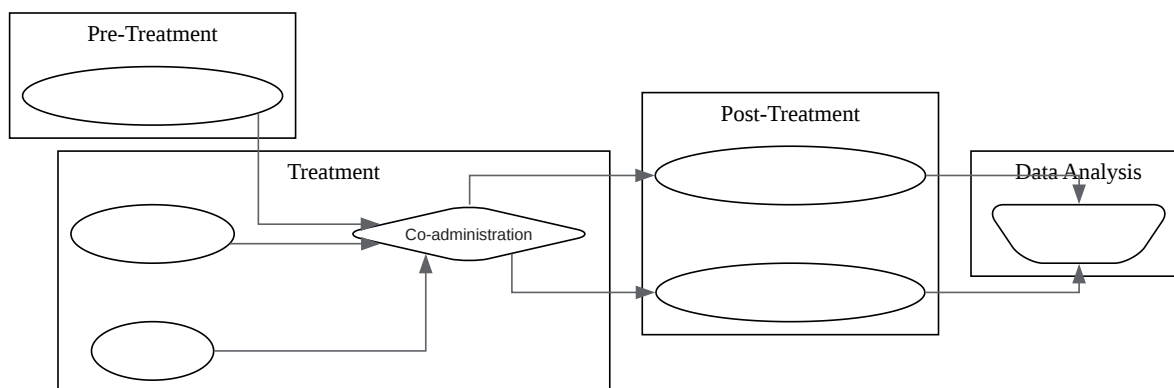 Pre-Treatment
Post-Treatment
Treatment
Data Analysis
Co-administration